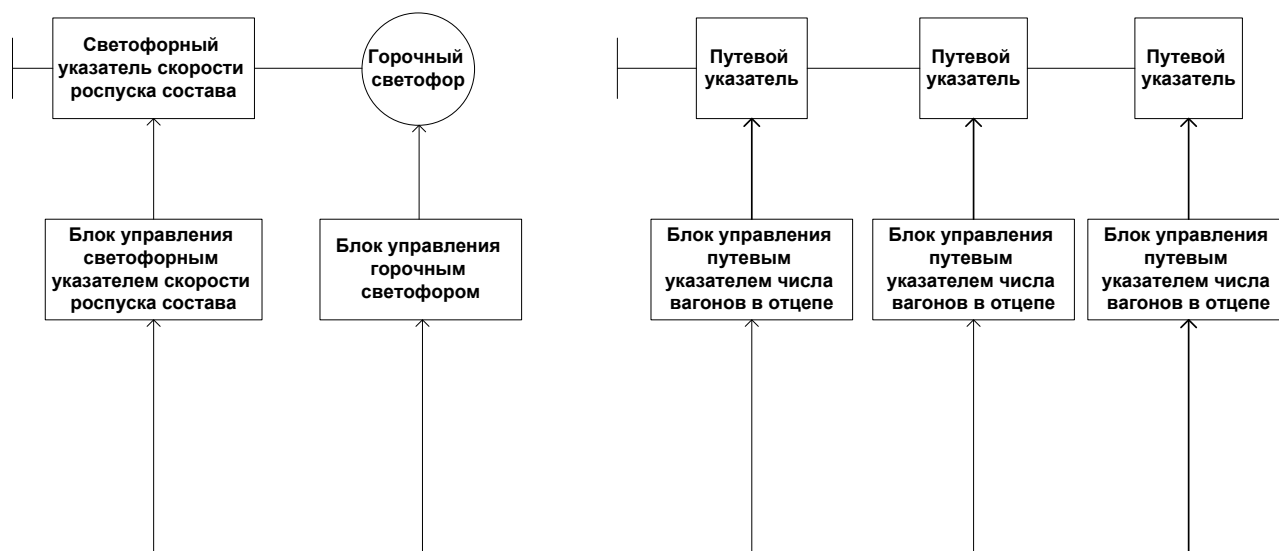 Светофорный
указатель скорости
роспуска состава
Горочный
светофор
Путевой
указатель
Путевой
указатель
Путевой
указатель
Блок управления
светофорным
указателем скорости
роспуска состава
Блок управления
горочным
светофором
Блок управления
путевым
указателем числа
вагонов в отцепе
Блок управления
путевым
указателем числа
вагонов в отцепе
Блок управления
путевым
указателем числа
вагонов в отцепе